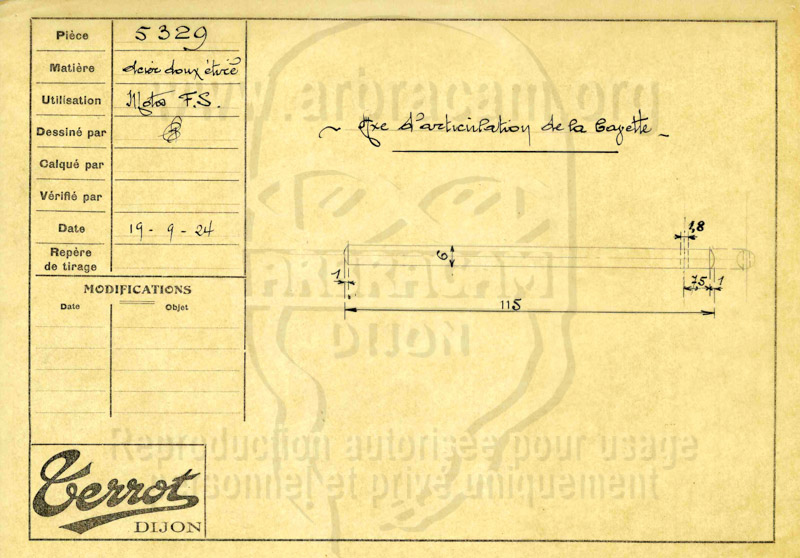 Pièce 5329
Matière acier doux étiré
Utilisation Motos F.S.
Dessiné par
Calqué par
Vérifié par
Date 19 - 9 - 24
Repère
de tirage
MODIFICATIONS
Date Objet
www.arbracam.org
~ Axe d'articulation de la Cazette _
1,8
6
1
7,5 1
115
ARBRACAM
DIJON
Reproduction autorisée pour usage
personnel et privé uniquement
Terrot
DIJON